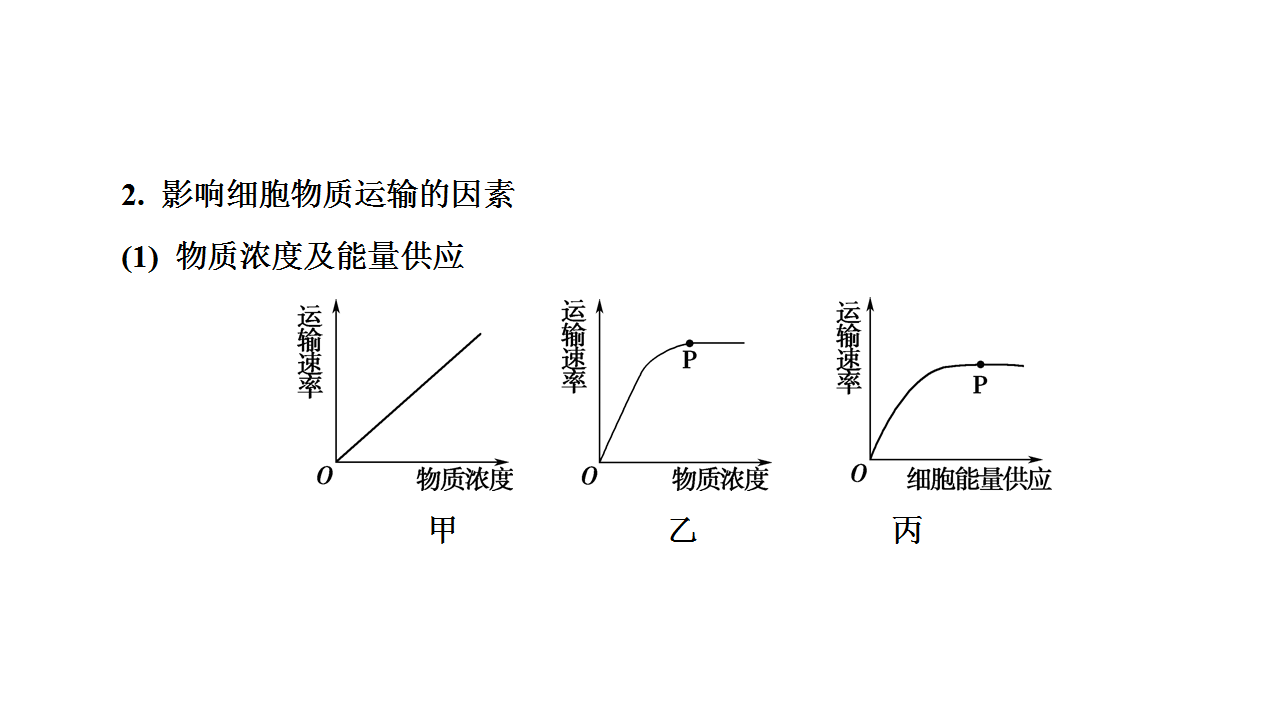 2. 影响细胞物质运输的因素
(1) 物质浓度及能量供应
运输速率
O
物质浓度
甲
运输速率
P
O
物质浓度
乙
运输速率
P
O
细胞能量供应
丙